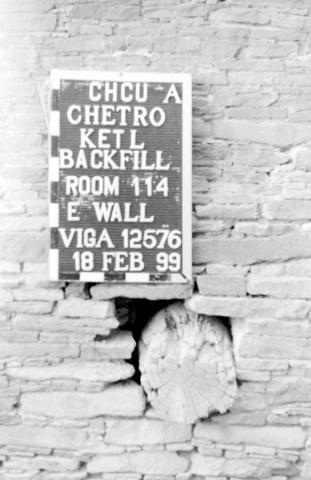 CHCU A
CHETRO
KETL
BACKFILL
ROOM 114
E WALL
VIGA 12576
18 FEB 99